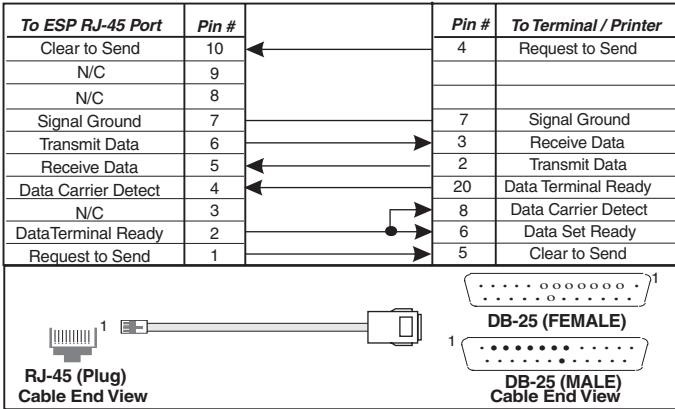 To ESP RJ-45 Port Pin # Pin # To Terminal / Printer
Clear to Send 10 4 Request to Send
N/C 9
N/C 8
Signal Ground 7 7 Signal Ground
Transmit Data 6 3 Receive Data
Receive Data 5 2 Transmit Data
Data Carrier Detect 4 20 Data Terminal Ready
N/C 3 8 Data Carrier Detect
DataTerminal Ready 2 6 Data Set Ready
Request to Send 1 5 Clear to Send
1
DB-25 (FEMALE)
1
1
RJ-45 (Plug)
Cable End View
DB-25 (MALE)
Cable End View